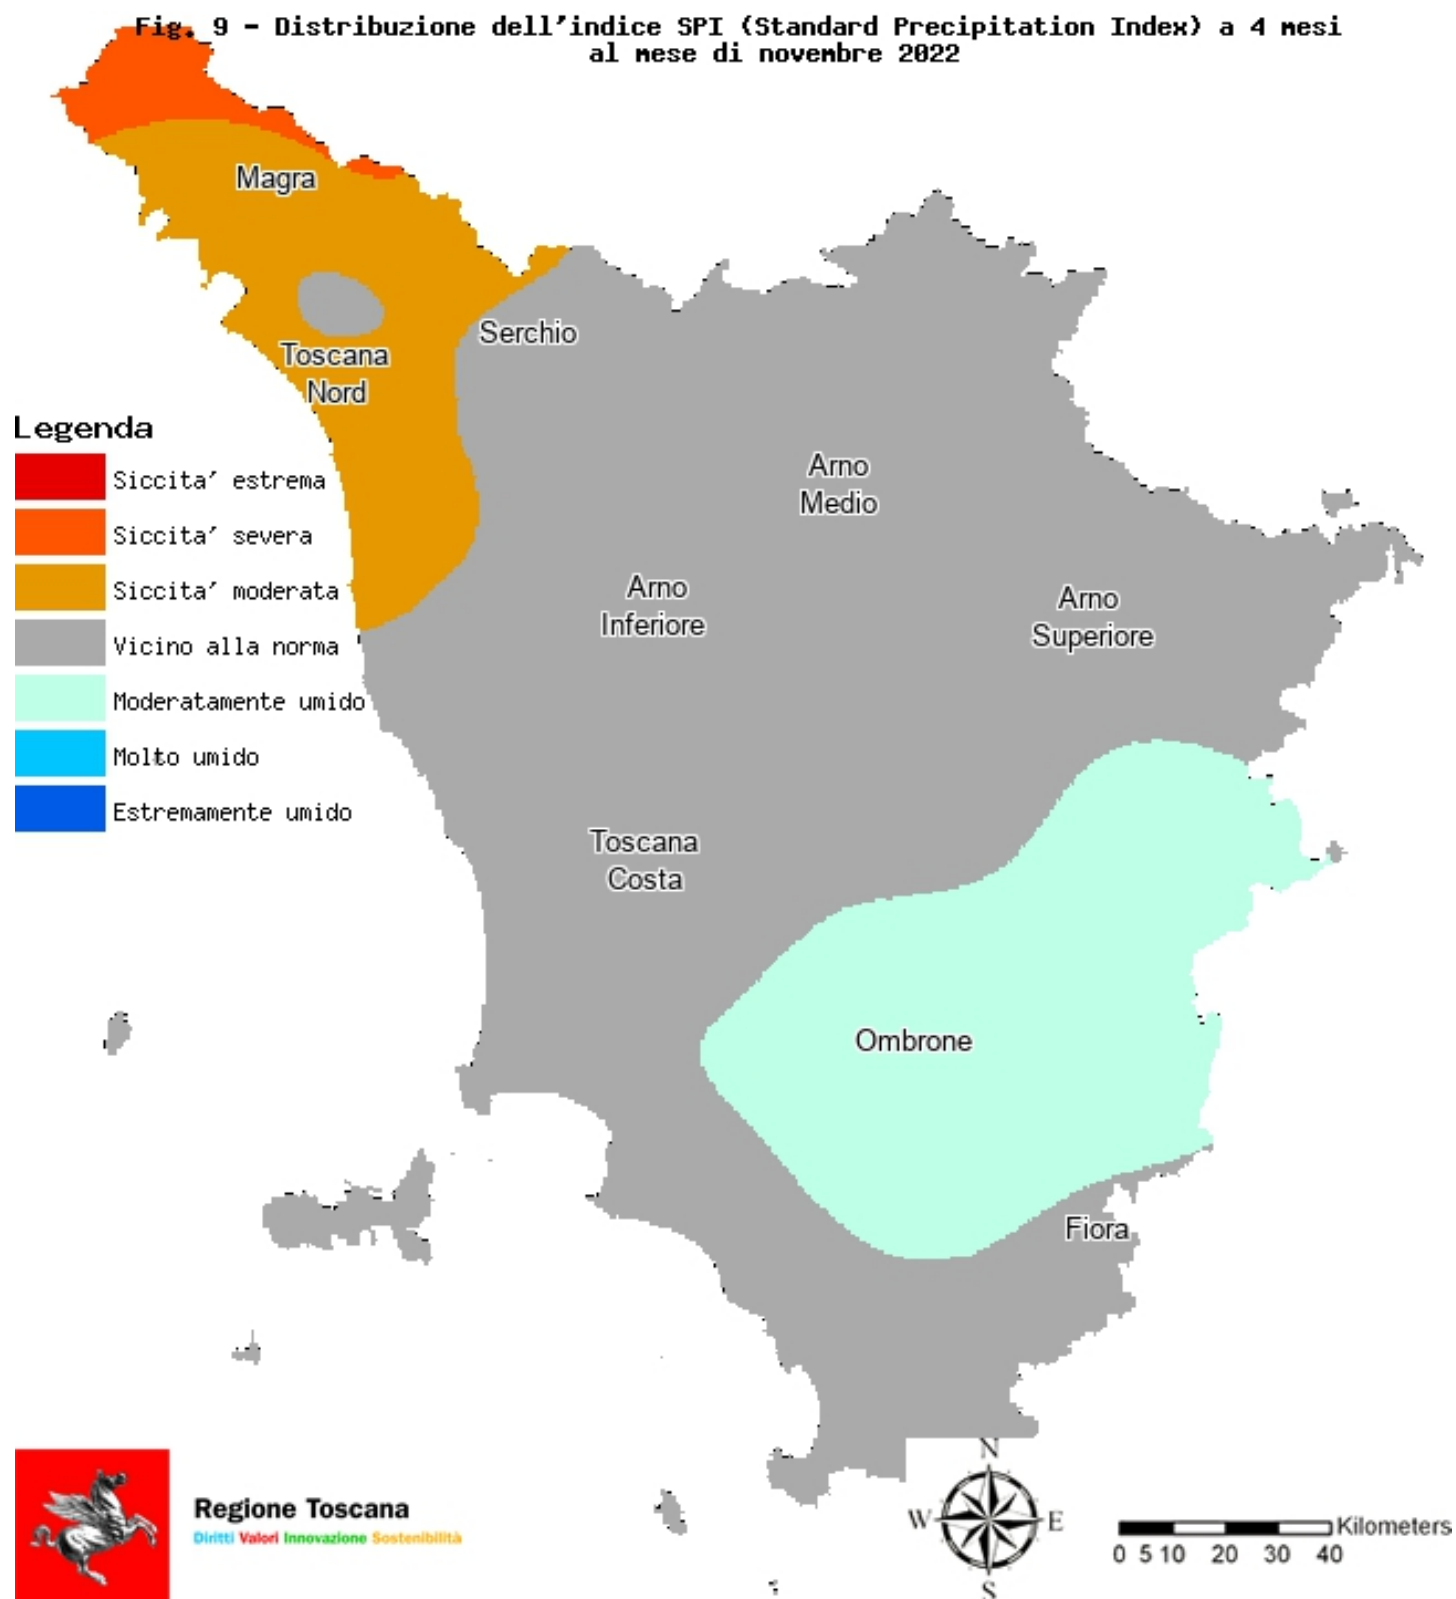 Fig. 9 - Distribuzione dell'indice SPI (Standard Precipitation Index) a 4 mesi
al mese di novembre 2022
Magra
Serchio
Toscana
Nord
Legenda
Siccita' estrema
Siccita' severa
Siccita' moderata
Vicino alla norma
Moderatamente umido
Molto umido
Estremamente umido
Arno
Medio
Arno
Inferiore
Arno
Superiore
Toscana
Costa
Ombrone
Fiora
Regione Toscana
Diritti Valori Innovazione Sostenibilità
N
W E
S
Kilometers
0 5 10 20 30 40